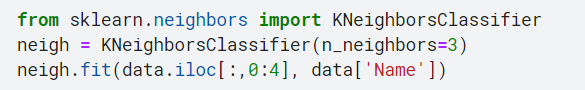 from sklearn.neighbors import KNeighborsClassifier
neigh = KNeighborsClassifier(n_neighbors=3)
neigh.fit(data.iloc[:,0:4], data['Name'])